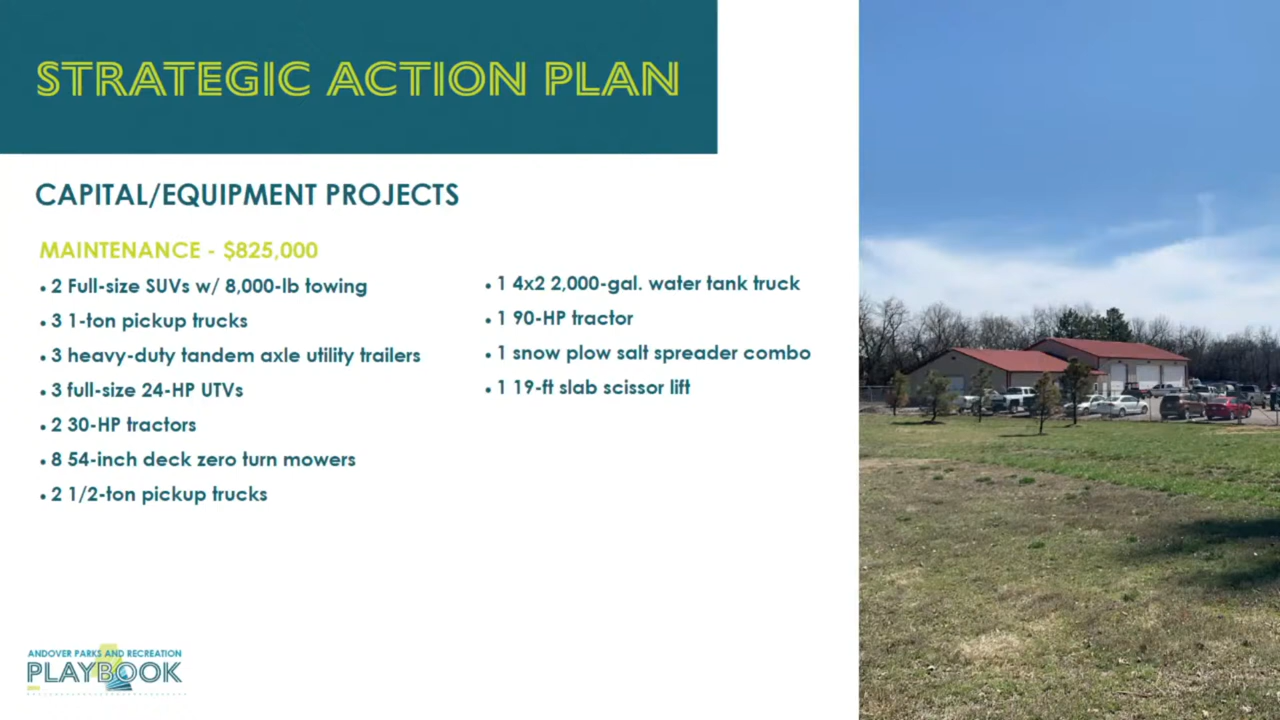 STRATEGIC ACTION PLAN
CAPITAL/EQUIPMENT PROJECTS
MAINTENANCE - $825,000
• 2 Full-size SUVs w/ 8,000-lb towing
• 3 1-ton pickup trucks
• 3 heavy-duty tandem axle utility trailers
• 3 full-size 24-HP UTVs
• 2 30-HP tractors
• 8 54-inch deck zero turn mowers
• 2 1/2-ton pickup trucks
• 1 4x2 2,000-gal. water tank truck
• 1 90-HP tractor
• 1 snow plow salt spreader combo
• 1 19-ft slab scissor lift
ANDOVER PARKS AND RECREATION
PLAYBOOK